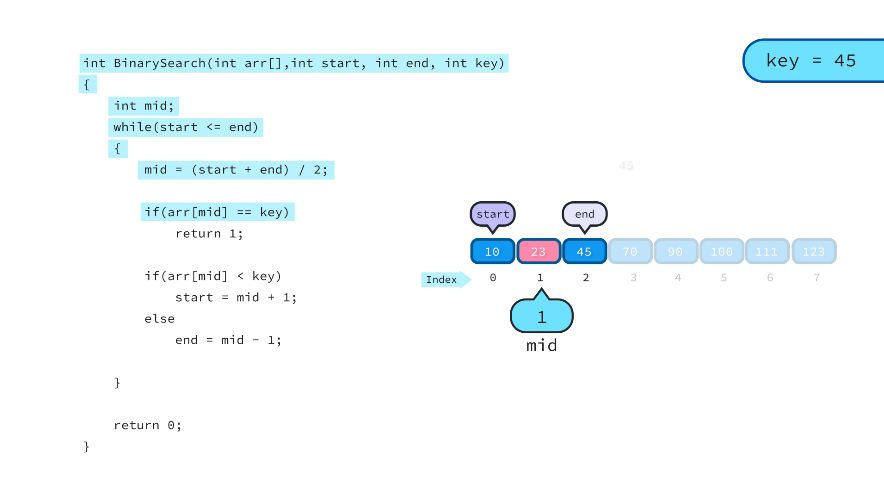 key = 45
int BinarySearch(int arr[],int start, int end, int key)
{
int mid;
while(start <= end)
{
mid = (start + end) / 2;
if(arr[mid] == key)
return 1;
if(arr[mid] < key)
start = mid + 1;
else
end = mid - 1;
}
return 0;
}
45
start end
10 23 45 70 90 100 111 123
Index 0 1 2 3 4 5 6 7
1
mid